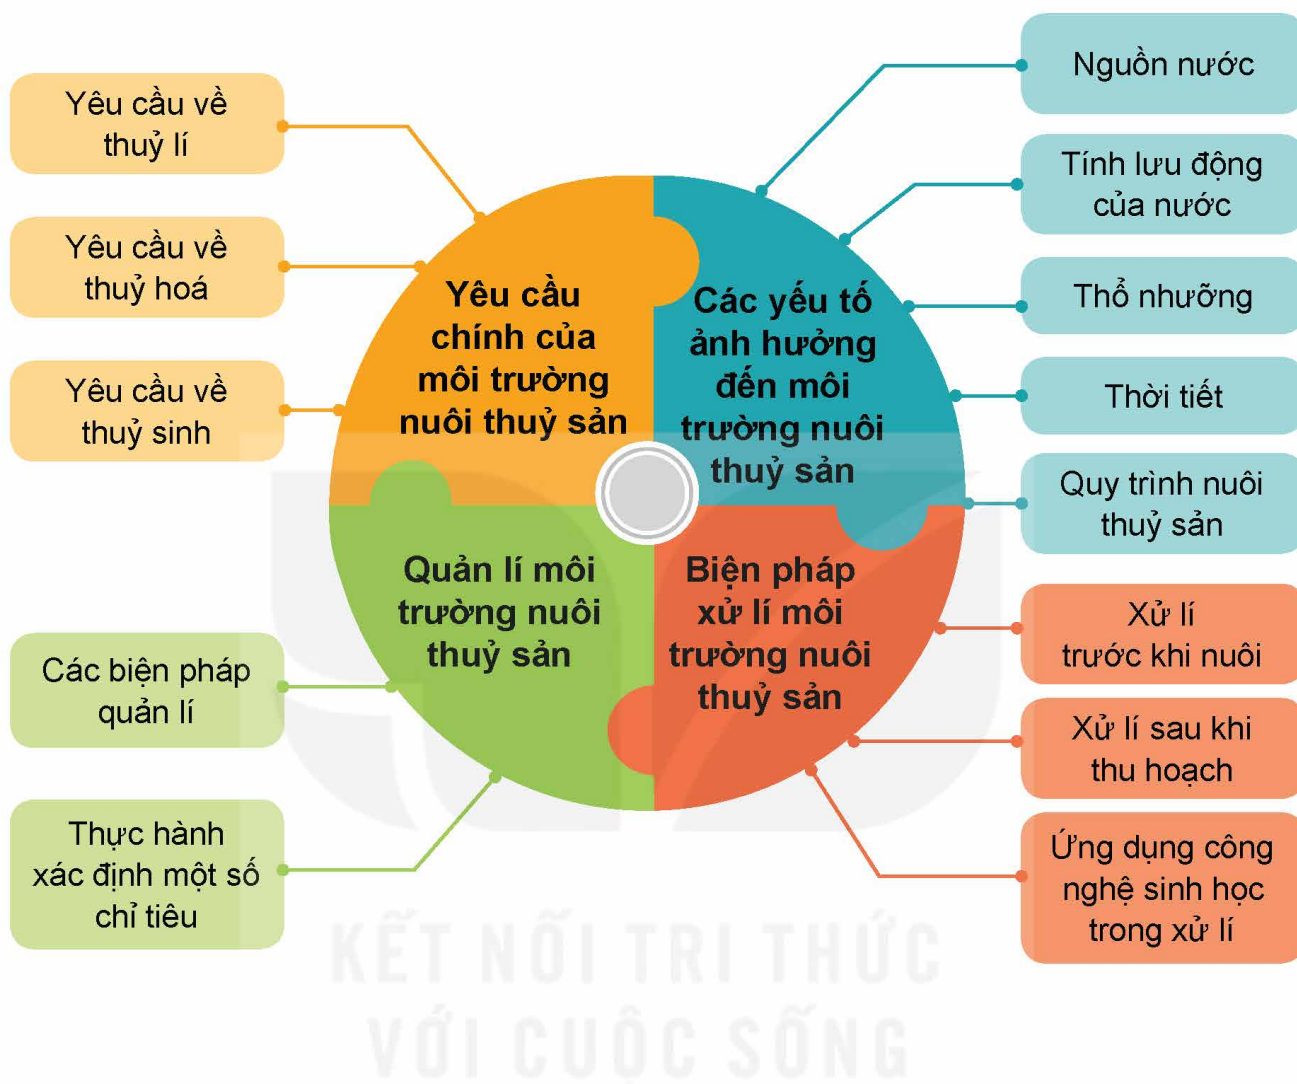 Yêu cầu về
thuỷ lí
Yêu cầu về
thuỷ hoá
Yêu cầu về
thuỷ sinh
Yêu cầu
chính của
môi trường
nuôi thuỷ sản
Các yếu tố
ảnh hưởng
đến môi
trường nuôi
thuỷ sản
Nguồn nước
Tính lưu động
của nước
Thổ nhưỡng
Thời tiết
Quy trình nuôi
thuỷ sản
Quản lí môi
trường nuôi
thuỷ sản
Các biện pháp
quản lí
Thực hành
xác định một số
chỉ tiêu
Biện pháp
xử lí môi
trường nuôi
thuỷ sản
Xử lí
trước khi nuôi
Xử lí sau khi
thu hoạch
Ứng dụng công
nghệ sinh học
trong xử lí
KẾT NỐI TRI THỨC
VỚI CUỘC SỐNG